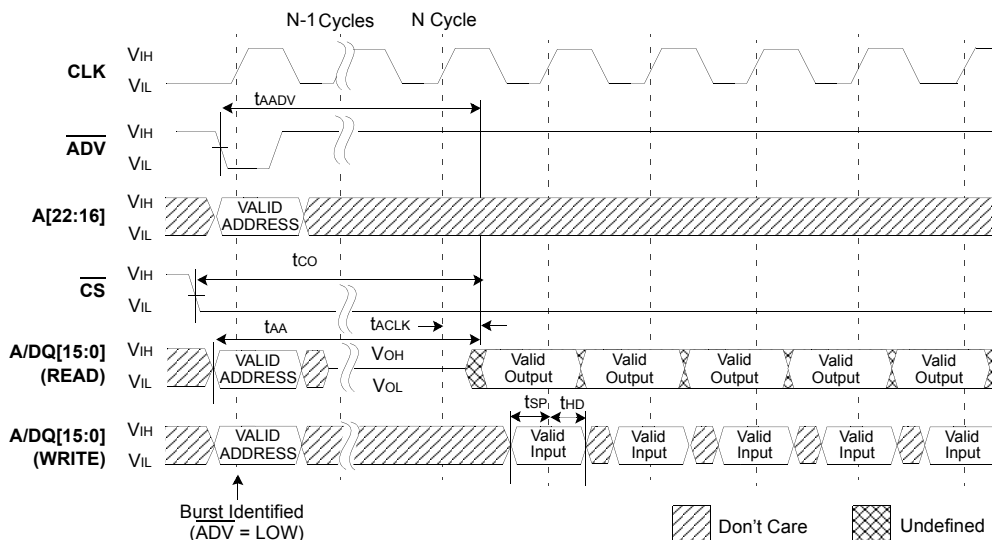 N-1 Cycles N Cycle
CLK VIH
VIL
tAADV
ADV VIH
VIL
A[22:16] VIH
VIL
VALID
ADDRESS
tCO
CS VIH
VIL
tAA tACLK
A/DQ[15:0]
(READ)
VIH
VIL
VALID
ADDRESS
VOH
VOL
Valid
Output
Valid
Output
Valid
Output
Valid
Output
Valid
Output
tSP tHD
A/DQ[15:0]
(WRITE)
VIH
VIL
VALID
ADDRESS
Valid
Input
Valid
Input
Valid
Input
Valid
Input
Valid
Input
Burst Identified
(ADV = LOW)
Don't Care Undefined